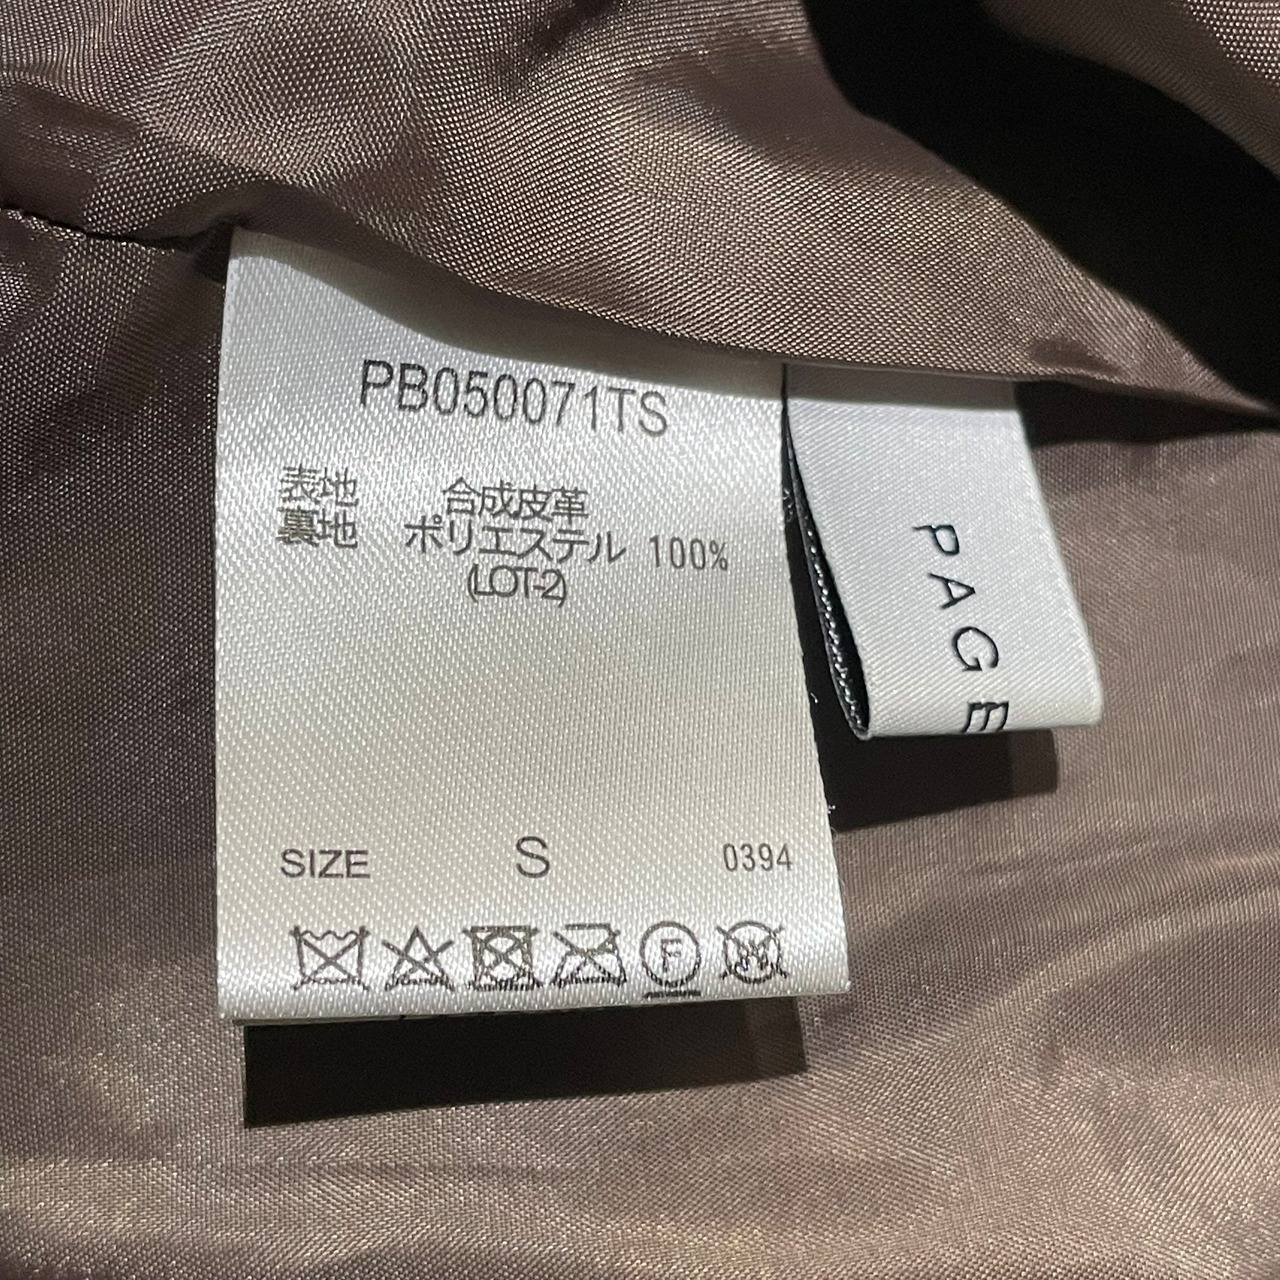 PB050071TS
表地 合成皮革
裏地 ポリエステル 100%
(LOT-2)
SIZE S 0394
F
W
PAGE